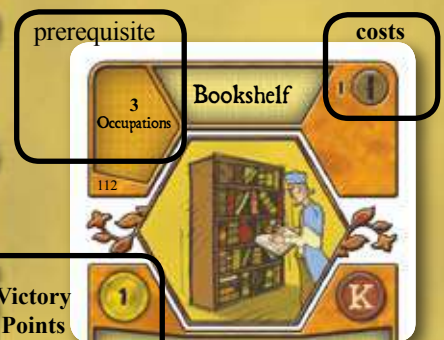 prerequisite
costs
3
Occupations
Bookshelf
1
112
Victory
Points
1
K